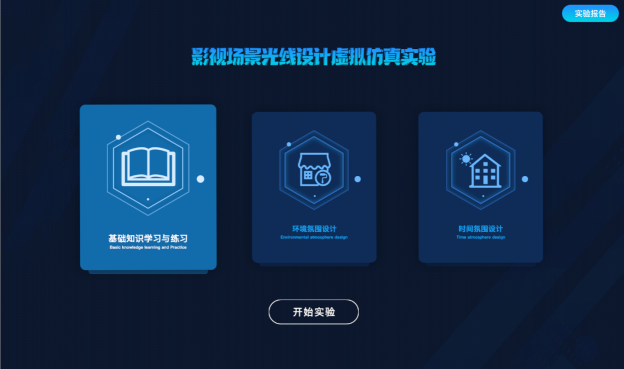 实验报告
影视场景光线设计虚拟仿真实验
基础知识学习与练习
Basic knowledge learning and Practice
环境氛围设计
Environmental atmosphere design
时间氛围设计
Time atmosphere design
开始实验